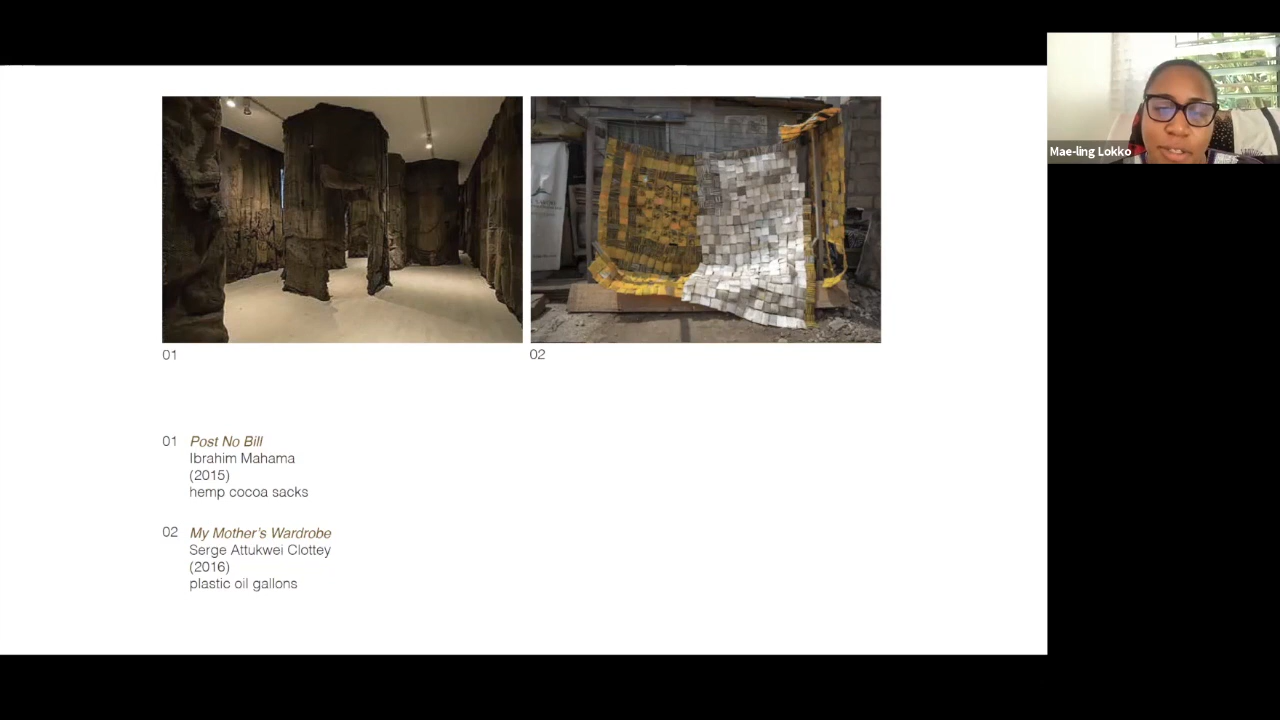 Mae-ling Lokko
01
02
01 Post No Bill
Ibrahim Mahama
(2015)
hemp cocoa sacks
02 My Mother's Wardrobe
Serge Attukwei Clottey
(2016)
plastic oil gallons